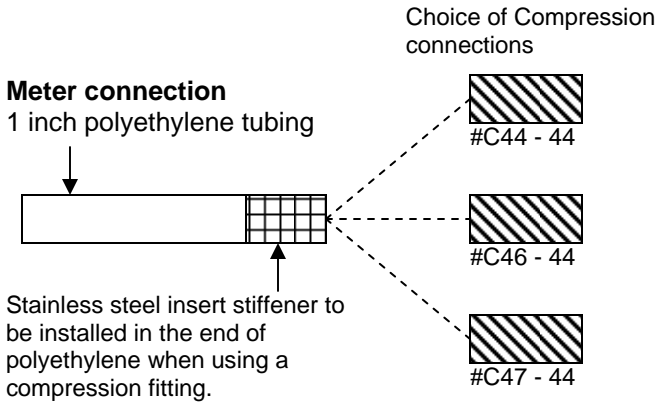 Choice of Compression
connections
Meter connection
1 inch polyethylene tubing
#C44 - 44
#C46 - 44
Stainless steel insert stiffener to
be installed in the end of
polyethylene when using a
compression fitting.
#C47 - 44